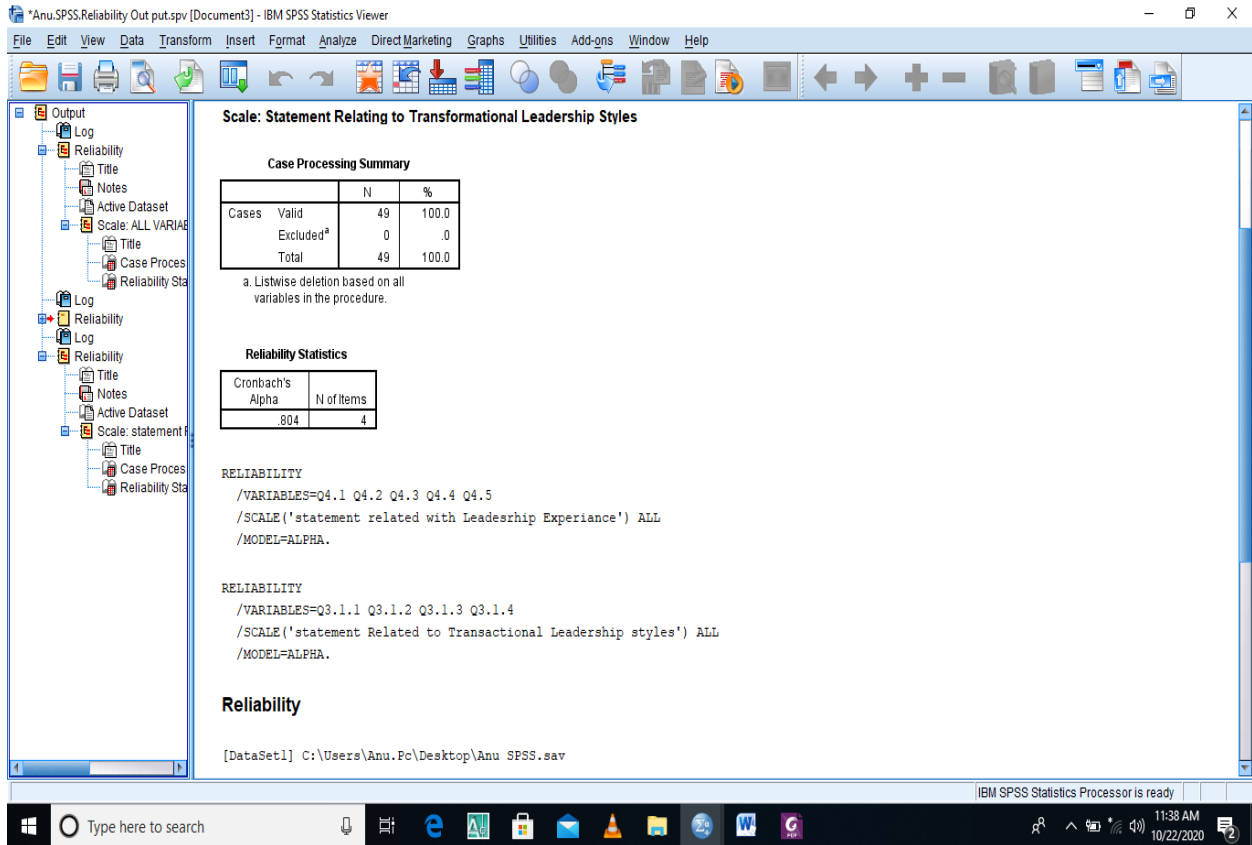 *Anu.SPSS.Reliability Out put.spv [Document3] - IBM SPSS Statistics Viewer
File Edit View Data Transform Insert Format Analyze Direct Marketing Graphs Utilities Add-ons Window Help
Output
Log
Reliability
Title
Notes
Active Dataset
Scale: ALL VARIAB
Title
Case Proces
Reliability Sta
Log
Reliability
Log
Reliability
Title
Notes
Active Dataset
Scale: statement R
Title
Case Proces
Reliability Sta
Scale: Statement Relating to Transformational Leadership Styles
Case Processing Summary
N %
Cases Valid 49 100.0
Excludedª 0 .0
Total 49 100.0
a. Listwise deletion based on all
variables in the procedure.
Reliability Statistics
Cronbach's
Alpha N of Items
.804 4
RELIABILITY
/VARIABLES=Q4.1 Q4.2 Q4.3 Q4.4 Q4.5
/SCALE('statement related with Leadesrhip Experiance') ALL
/MODEL=ALPHA.
RELIABILITY
/VARIABLES=Q3.1.1 Q3.1.2 Q3.1.3 Q3.1.4
/SCALE('statement Related to Transactional Leadership styles') ALL
/MODEL=ALPHA.
Reliability
[DataSet1] C:\Users\Anu.Pc\Desktop\Anu SPSS.sav
IBM SPSS Statistics Processor is ready
Type here to search
11:38 AM
10/22/2020
2